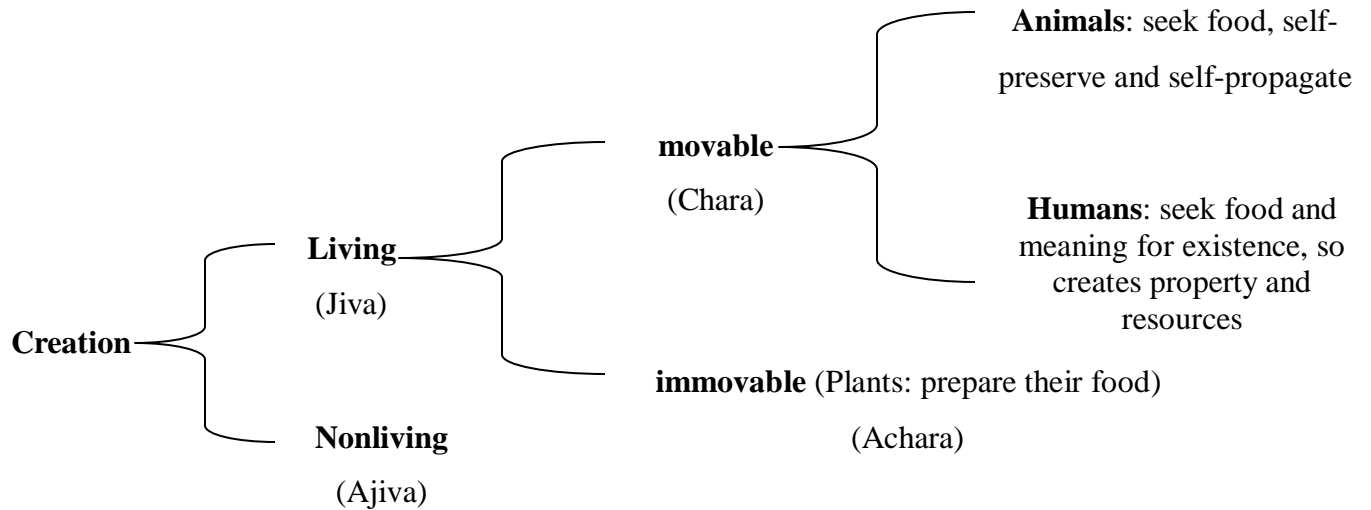 Creation
Living
(Jiva)
Nonliving
(Ajiva)
movable
(Chara)
immovable (Plants: prepare their food)
(Achara)
Animals: seek food, self-
preserve and self-propagate
Humans: seek food and
meaning for existence, so
creates property and
resources